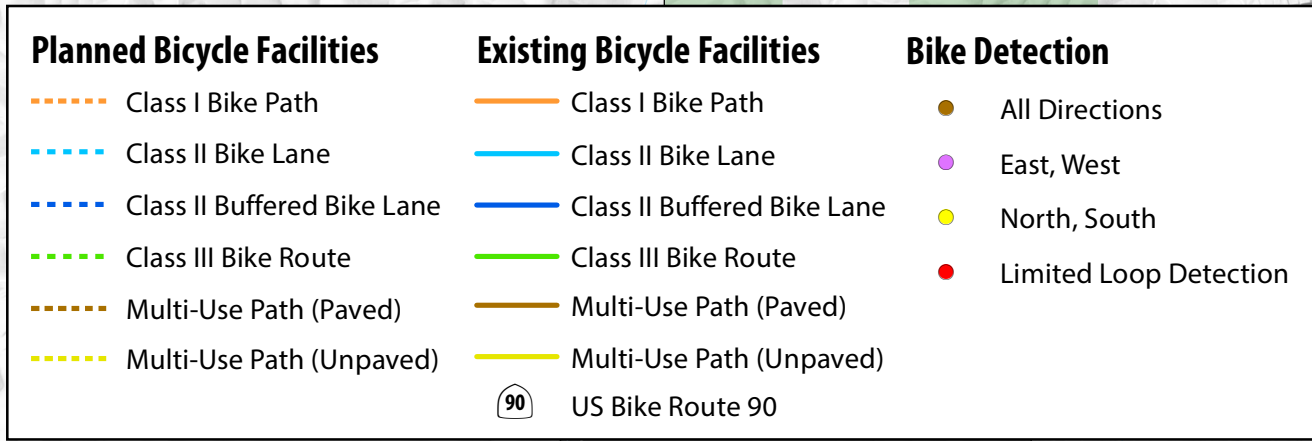 Planned Bicycle Facilities
Class I Bike Path
Class II Bike Lane
Class II Buffered Bike Lane
Class III Bike Route
Multi-Use Path (Paved)
Multi-Use Path (Unpaved)
Existing Bicycle Facilities
Class I Bike Path
Class II Bike Lane
Class II Buffered Bike Lane
Class III Bike Route
Multi-Use Path (Paved)
Multi-Use Path (Unpaved)
90 US Bike Route 90
Bike Detection
All Directions
East, West
North, South
Limited Loop Detection